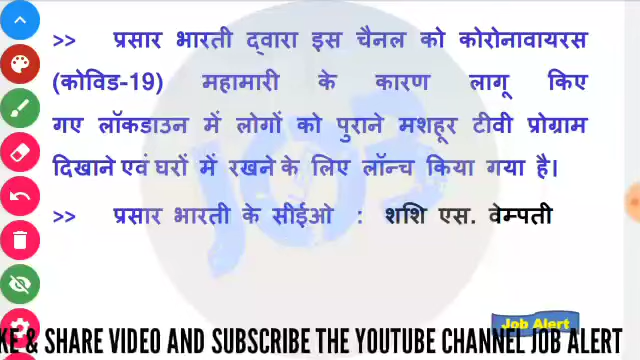 >> प्रसार भारती द्वारा इस चैनल को कोरोनावायरस
(कोविड-19) महामारी के कारण लागू किए
गए लॉकडाउन में लोगों को पुराने मशहूर टीवी प्रोग्राम
दिखाने एवं घरों में रखने के लिए लॉन्च किया गया है।
>> प्रसार भारती के सीईओ : शशि एस. वेम्पती
JOB
Job Alert
KE & SHARE VIDEO AND SUBSCRIBE THE YOUTUBE CHANNEL JOB ALERT